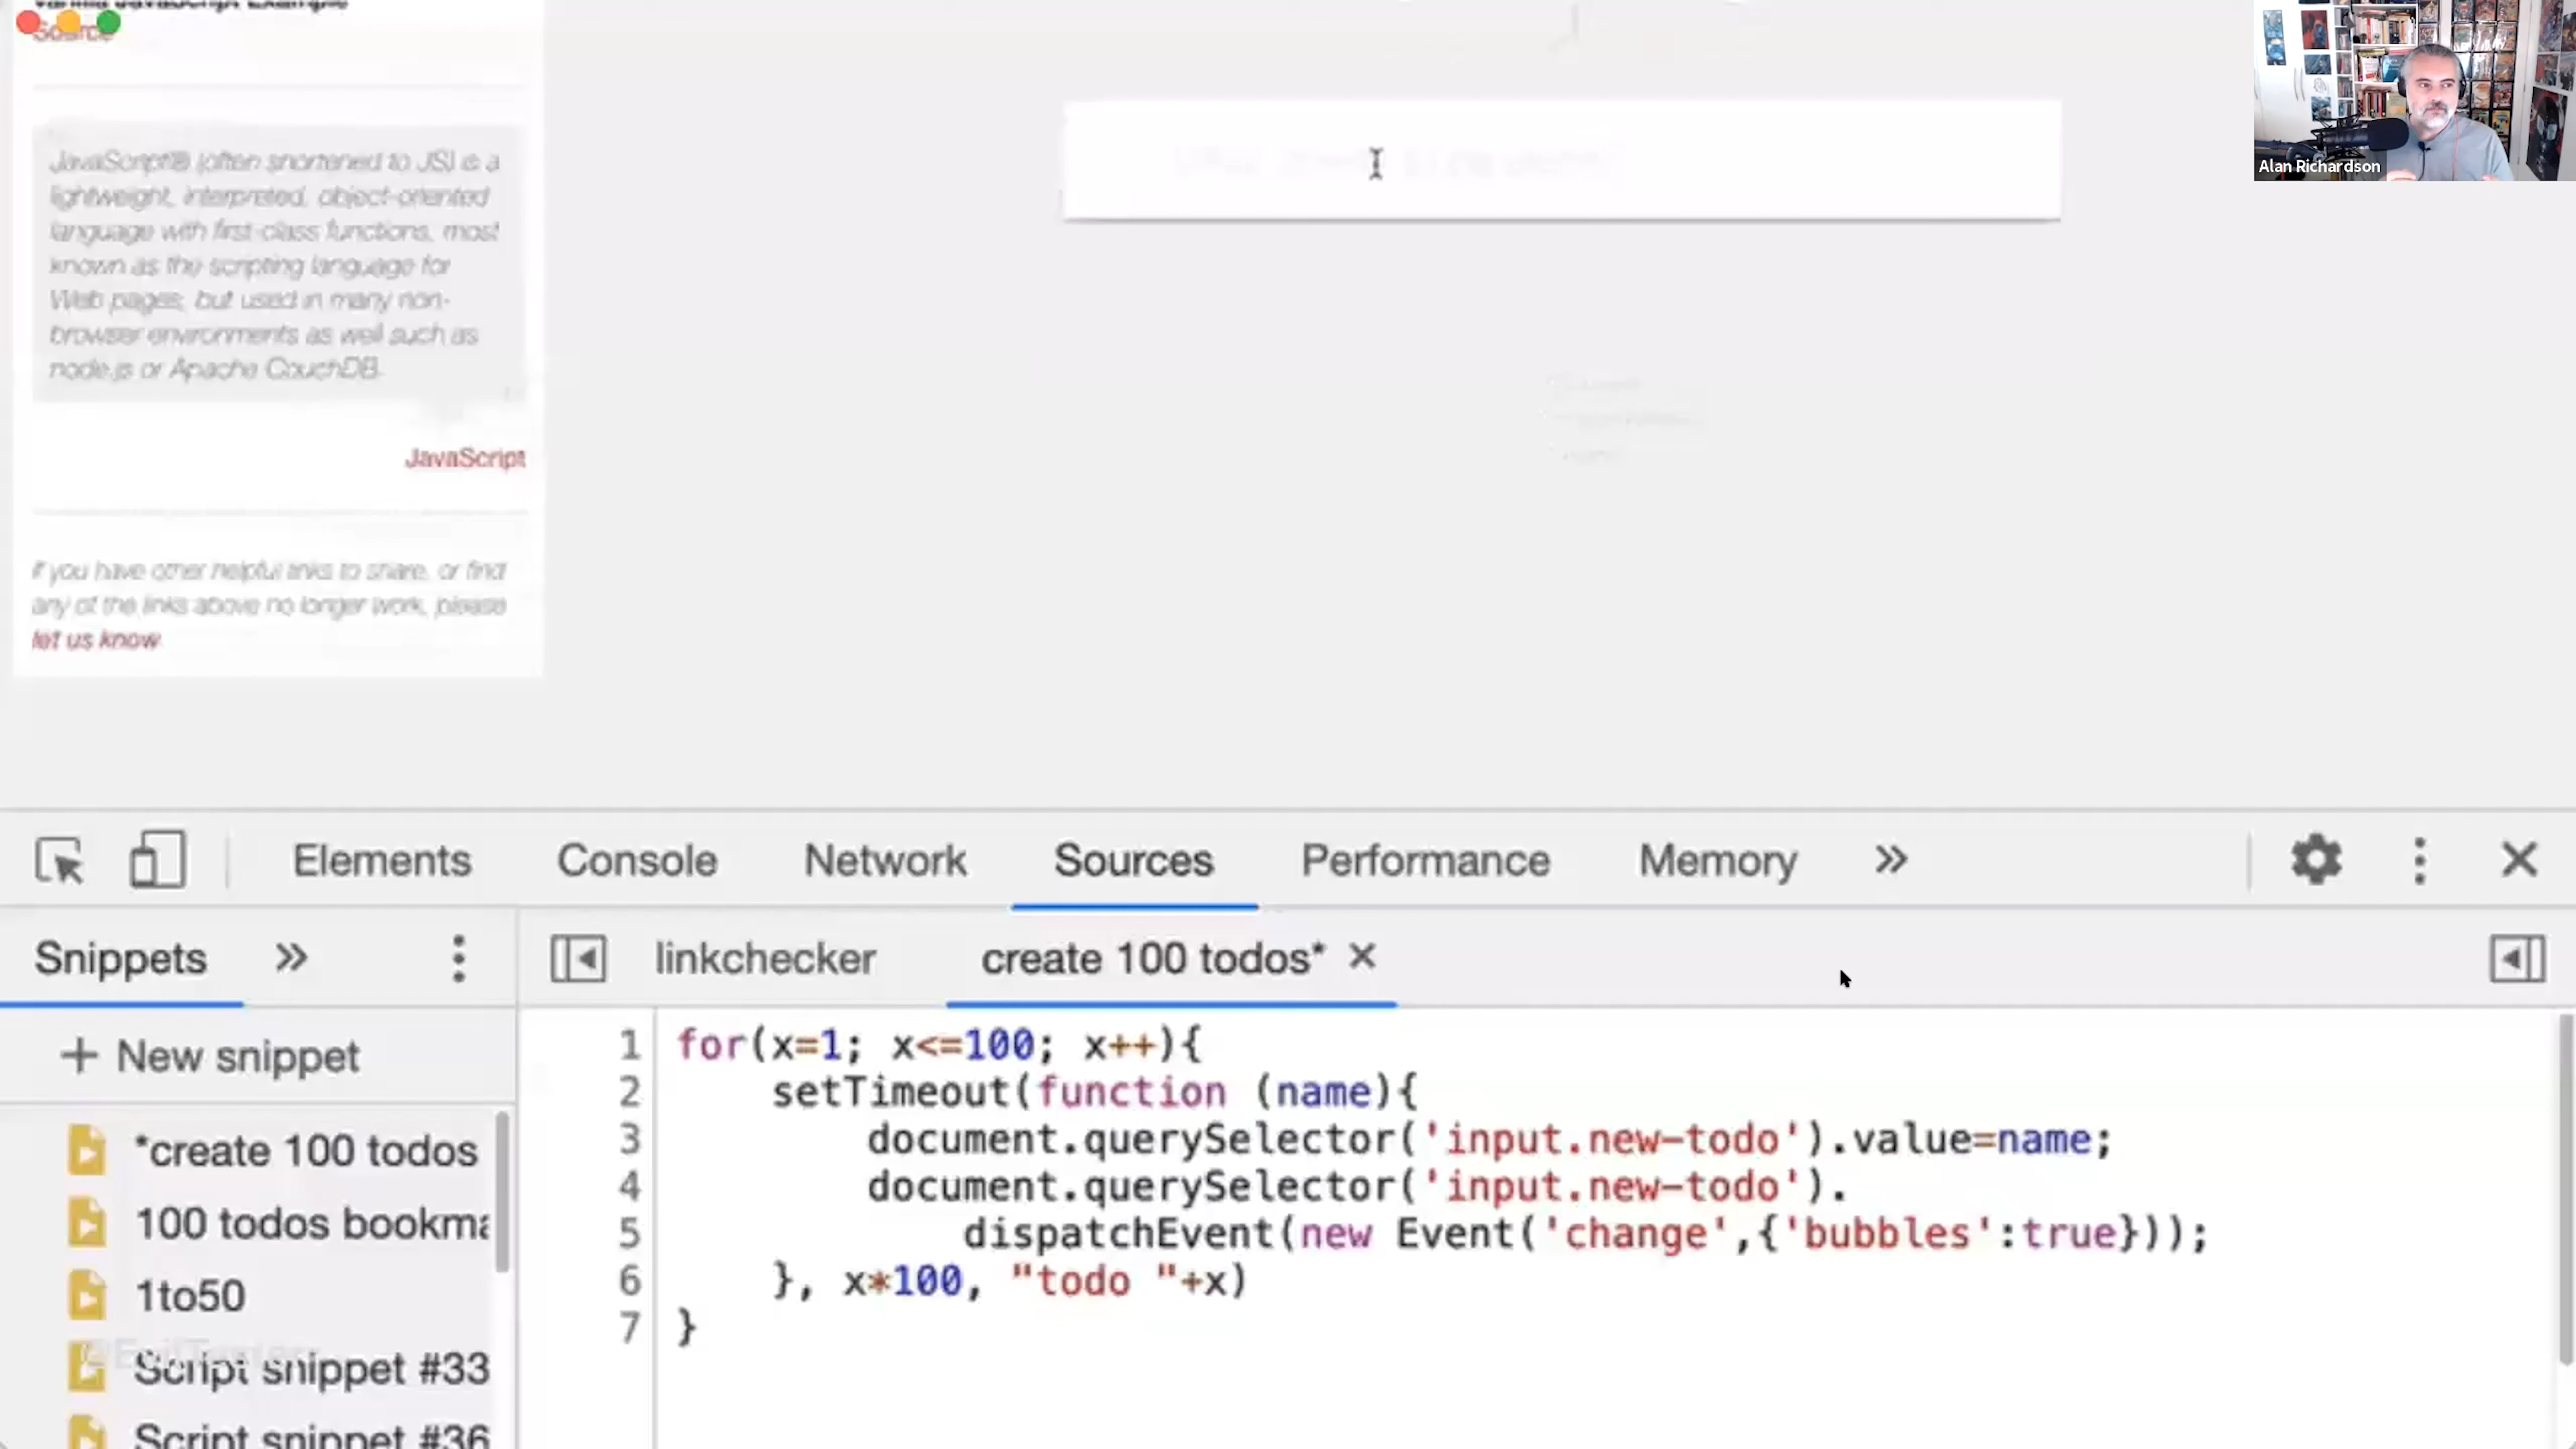 Vanilla JavaScript Example
Source
JavaScript® (often shortened to JS) is a
lightweight, interpreted, object-oriented
language with first-class functions, most
known as the scripting language for
Web pages, but used in many non-
browser environments as well such as
node.js or Apache CouchDB.
JavaScript
If you have other helpful links to share, or find
any of the links above no longer work, please
let us know
Alan Richardson
Elements Console Network Sources Performance Memory »
Snippets » linkchecker create 100 todos* ×
+ New snippet
*create 100 todos
100 todos bookma
1to50
Script snippet #33
Script snippet #36
1 for(x=1; x<=100; x++){
2 setTimeout(function (name){
3 document.querySelector('input.new-todo').value=name;
4 document.querySelector('input.new-todo').
5 dispatchEvent(new Event('change',{'bubbles':true}));
6 }, x*100, "todo "+x)
7 }